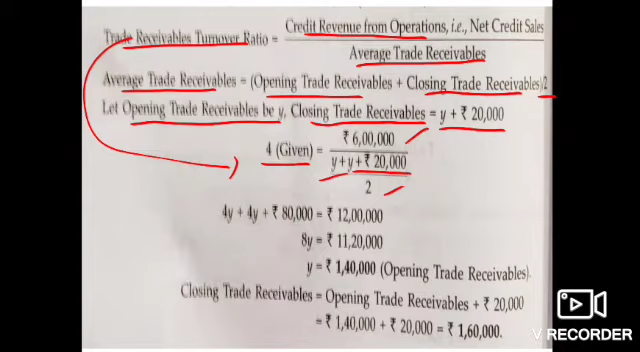 Trade Receivables Turnover Ratio = Credit Revenue from Operations, i.e., Net Credit Sales
Average Trade Receivables
Average Trade Receivables = (Opening Trade Receivables + Closing Trade Receivables)/2
Let Opening Trade Receivables be y, Closing Trade Receivables = y + ₹ 20,000
4 (Given) = ₹ 6,00,000
y + y + ₹ 20,000
2
4y + 4y + ₹ 80,000 = ₹ 12,00,000
8y = ₹ 11,20,000
y = ₹ 1,40,000 (Opening Trade Receivables).
Closing Trade Receivables = Opening Trade Receivables + ₹ 20,000
= ₹ 1,40,000 + ₹ 20,000 = ₹ 1,60,000.
V RECORDER